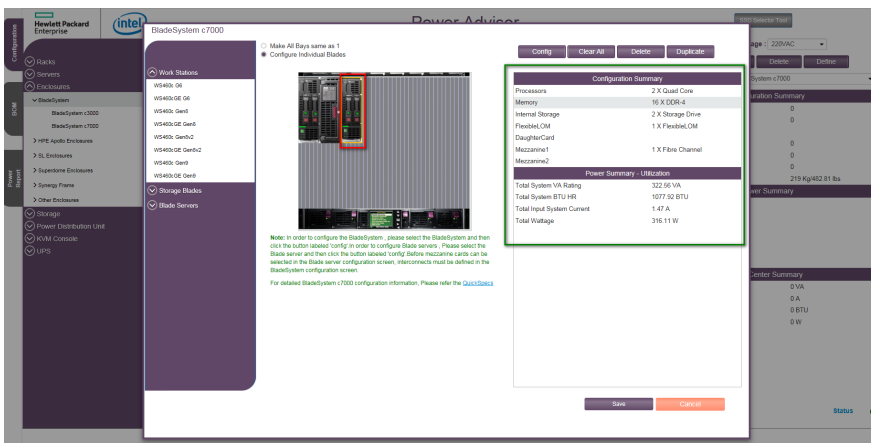 Hewlett Packard
Enterprise
intel
Power Advisor
SSD Selector Tool
Configuration
BOM
Power
Report
Racks
Servers
Enclosures
BladeSystem
BladeSystem c3000
BladeSystem c7000
HPE Apollo Enclosures
SL Enclosures
Superdome Enclosures
Synergy Frame
Other Enclosures
Storage
Power Distribution Unit
KVM Console
UPS
BladeSystem c7000
Work Stations
WS460c G6
WS460c GE G6
WS460c Gen8
WS460c GE Gen8
WS460c Gen8v2
WS460c GE Gen8v2
WS460c Gen9
WS460c GE Gen9
Storage Blades
Blade Servers
Make All Bays same as 1
Configure Individual Blades
Note: In order to configure the BladeSystem , please select the BladeSystem and then
click the button labeled 'config'.In order to configure Blade servers , Please select the
Blade server and then click the button labeled 'config'.Before mezzanine cards can be
selected in the Blade server configuration screen, interconnects must be defined in the
BladeSystem configuration screen.
For detailed BladeSystem c7000 configuration information, Please refer the QuickSpecs
Config Clear All Delete Duplicate
Configuration Summary
Processors 2 X Quad Core
Memory 16 X DDR-4
Internal Storage 2 X Storage Drive
FlexibleLOM 1 X FlexibleLOM
DaughterCard
Mezzanine1 1 X Fibre Channel
Mezzanine2
Power Summary - Utilization
Total System VA Rating 322.56 VA
Total System BTU HR 1077.92 BTU
Total Input System Current 1.47 A
Total Wattage 316.11 W
Save Cancel
age : 220VAC
Delete Define
System c7000
uration Summary
0
0
0
0
0
219 Kg/482.81 lbs
wer Summary
Center Summary
0 VA
0 A
0 BTU
0 W
Status